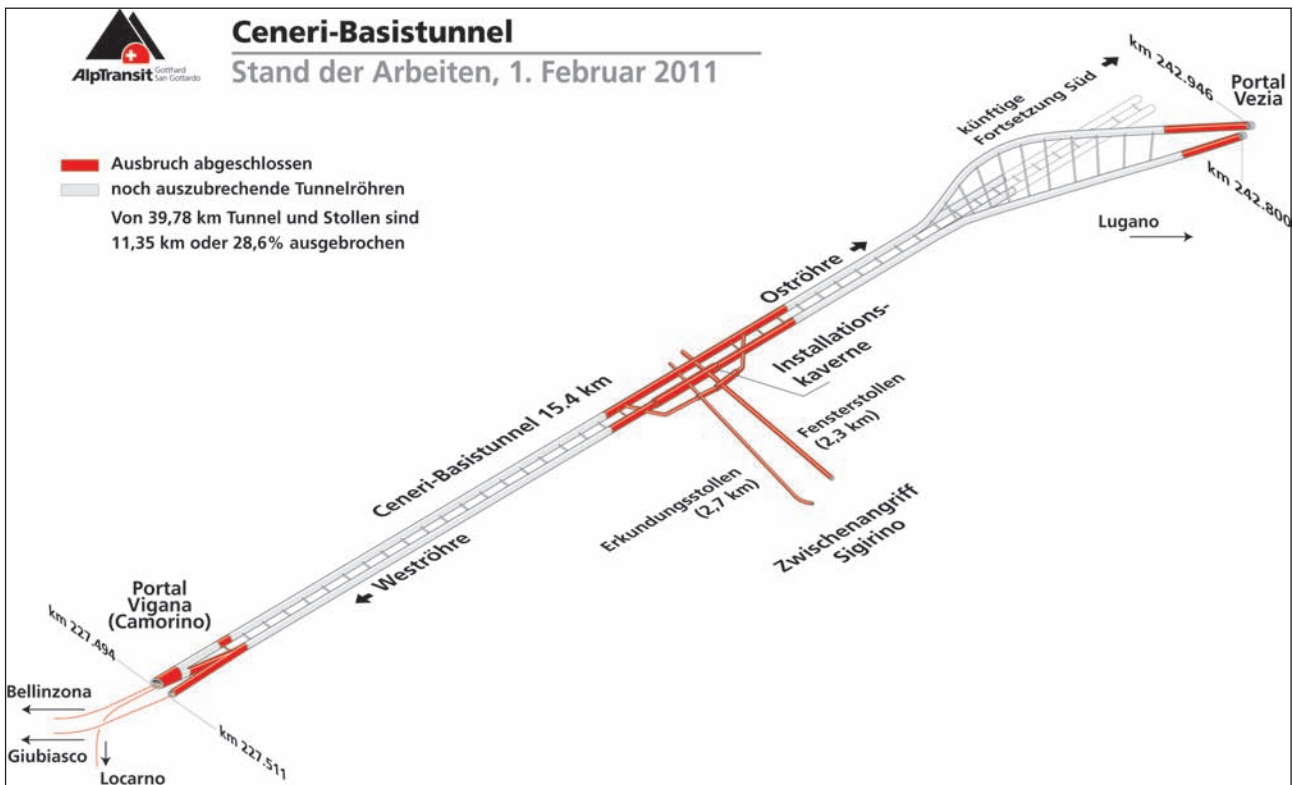 AlpTransit Gotthard
San Gottardo
Ceneri-Basistunnel
Stand der Arbeiten, 1. Februar 2011
Ausbruch abgeschlossen
noch auszubrechende Tunnelröhren
Von 39,78 km Tunnel und Stollen sind
11,35 km oder 28,6% ausgebrochen
künftige
Fortsetzung Süd
km 242.946
Portal
Vezia
km 242.800
Lugano
Oströhre
Installations-
kaverne
Ceneri-Basistunnel 15.4 km
Fensterstollen
(2,3 km)
Erkundungsstollen
(2,7 km)
Zwischenangriff
Sigirino
Weströhre
Portal
Vigana
(Camorino)
km 227.494
Bellinzona
Giubiasco
Locarno
km 227.511